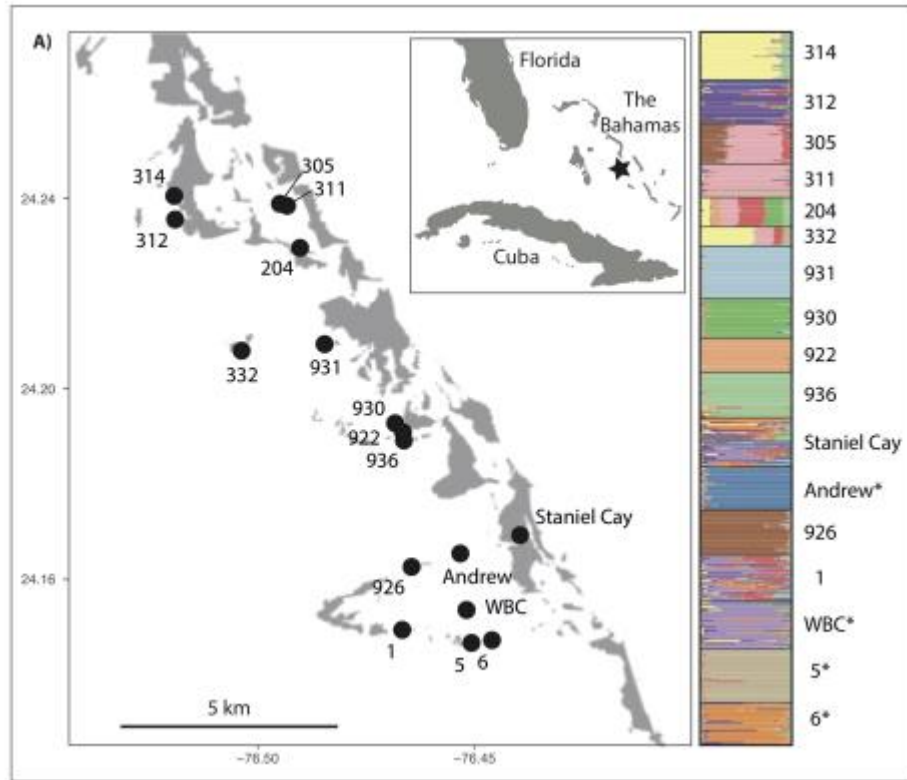 A)
Florida
The
Bahamas
Cuba
314
305
311
312
204
332
931
930
922
936
Staniel Cay
926
Andrew
WBC
1
5
6
5 km
24.24
24.20
24.16
−76.50
−76.45
314
312
305
311
204
332
931
930
922
936
Staniel Cay
Andrew*
926
1
WBC*
5*
6*